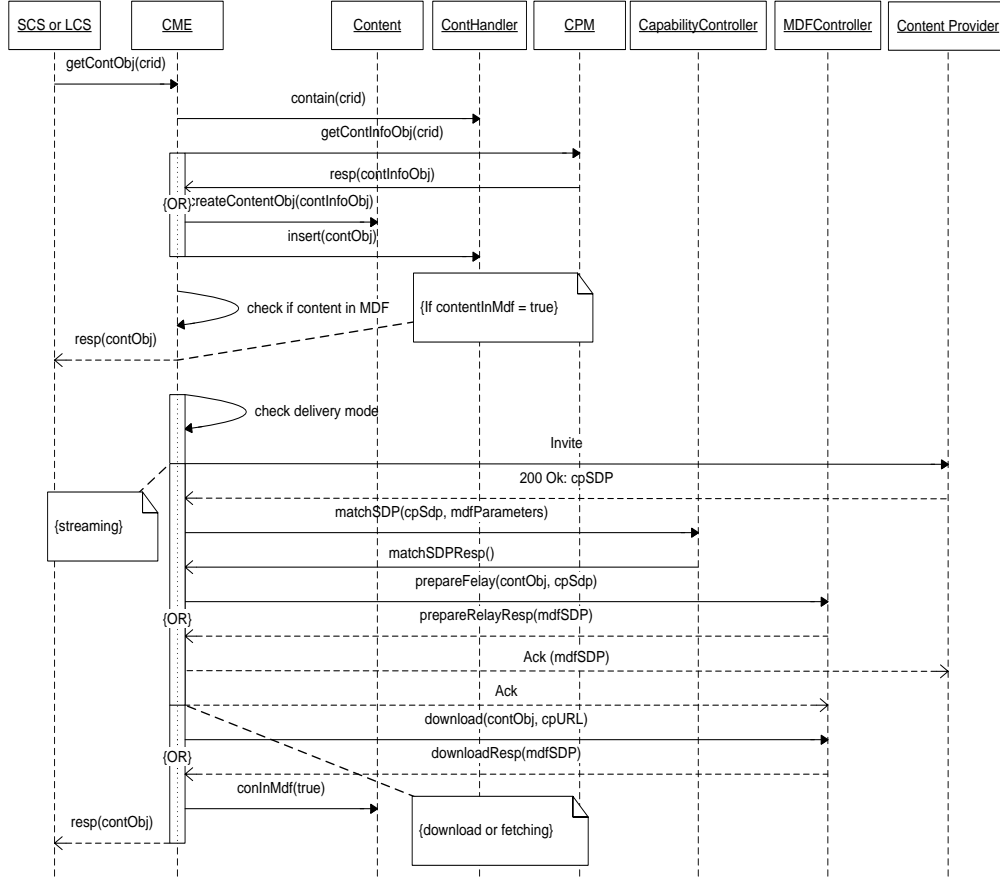 SCS or LCS
CME
Content
ContHandler
CPM
CapabilityController
MDFController
Content Provider
getContObj(crid)
contain(crid)
getContInfoObj(crid)
resp(contInfoObj)
{OR}
createContentObj(contInfoObj)
insert(contObj)
check if content in MDF
{If contentInMdf = true}
resp(contObj)
check delivery mode
Invite
200 Ok: cpSDP
{streaming}
matchSDP(cpSdp, mdfParameters)
matchSDPResp()
prepareFelay(contObj, cpSdp)
{OR}
prepareRelayResp(mdfSDP)
Ack (mdfSDP)
Ack
download(contObj, cpURL)
{OR}
downloadResp(mdfSDP)
conInMdf(true)
resp(contObj)
{download or fetching}